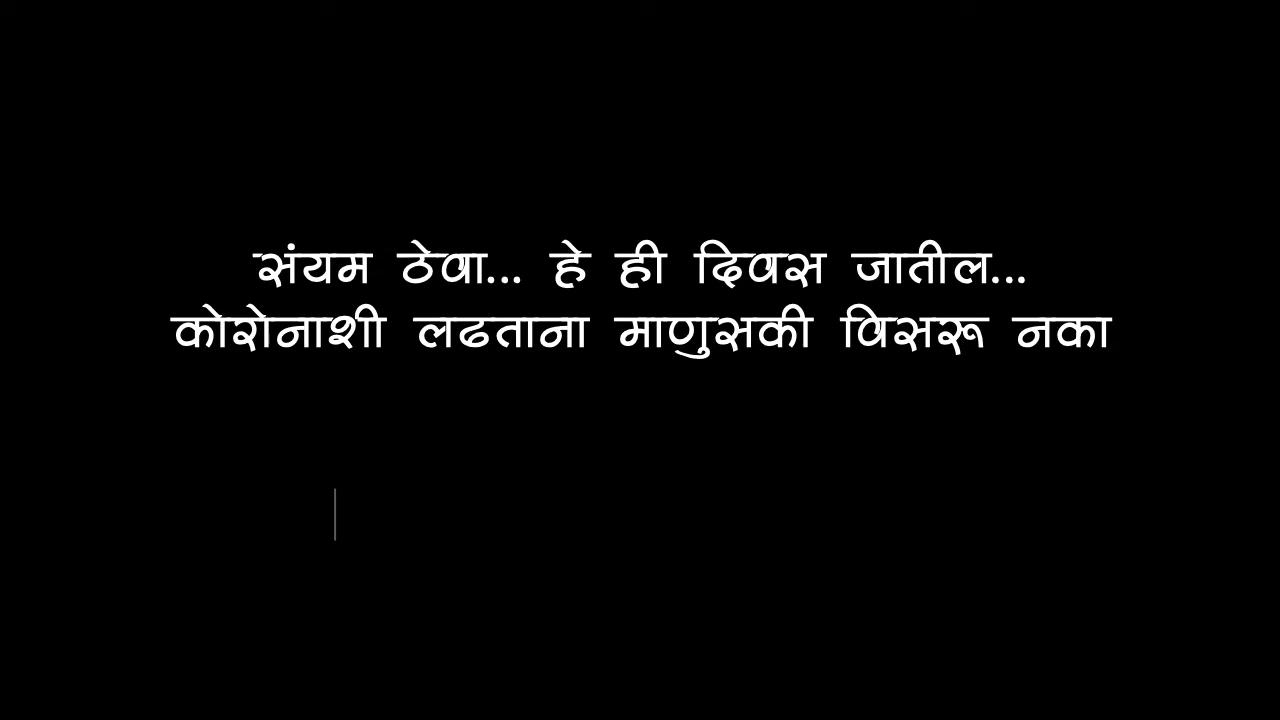 संयम ठेवा... हे ही दिवस जातील...
कोरोनाशी लढताना माणुसकी विसरू नका